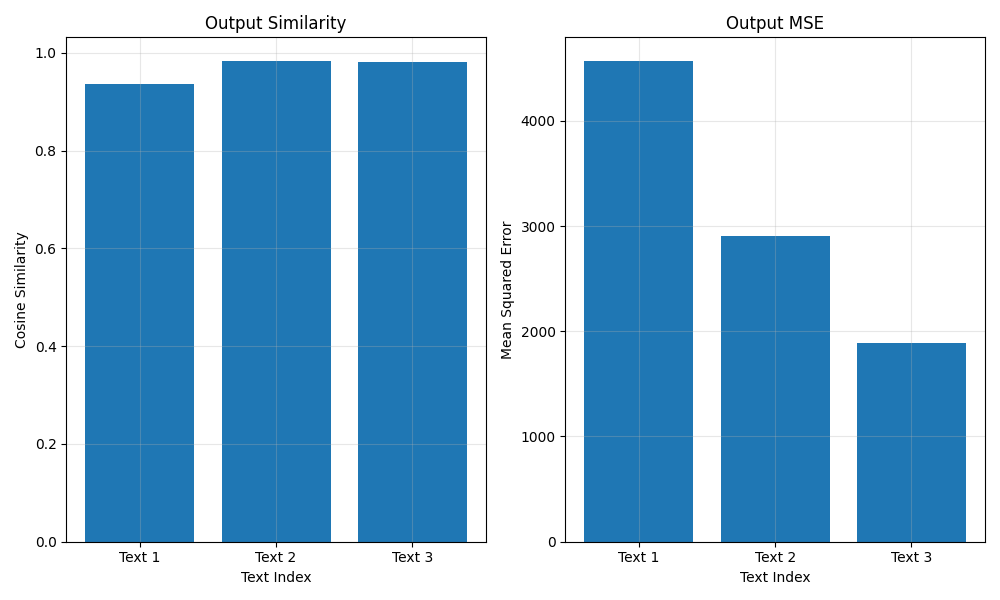 Output Similarity
Cosine Similarity
1.0
0.8
0.6
0.4
0.2
0.0
Text 1
Text 2
Text 3
Text Index
Output MSE
Mean Squared Error
4000
3000
2000
1000
0
Text 1
Text 2
Text 3
Text Index